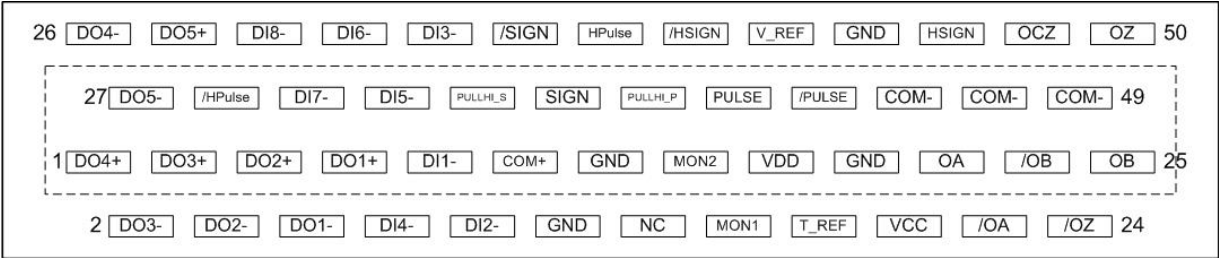 26 DO4- DO5+ DI8- DI6- DI3- /SIGN HPulse /HSIGN V_REF GND HSIGN OCZ OZ 50
27 DO5- /HPulse DI7- DI5- PULLHI_S SIGN PULLHI_P PULSE /PULSE COM- COM- COM- 49
1 DO4+ DO3+ DO2+ DO1+ DI1- COM+ GND MON2 VDD GND OA /OB OB 25
2 DO3- DO2- DO1- DI4- DI2- GND NC MON1 T_REF VCC /OA /OZ 24